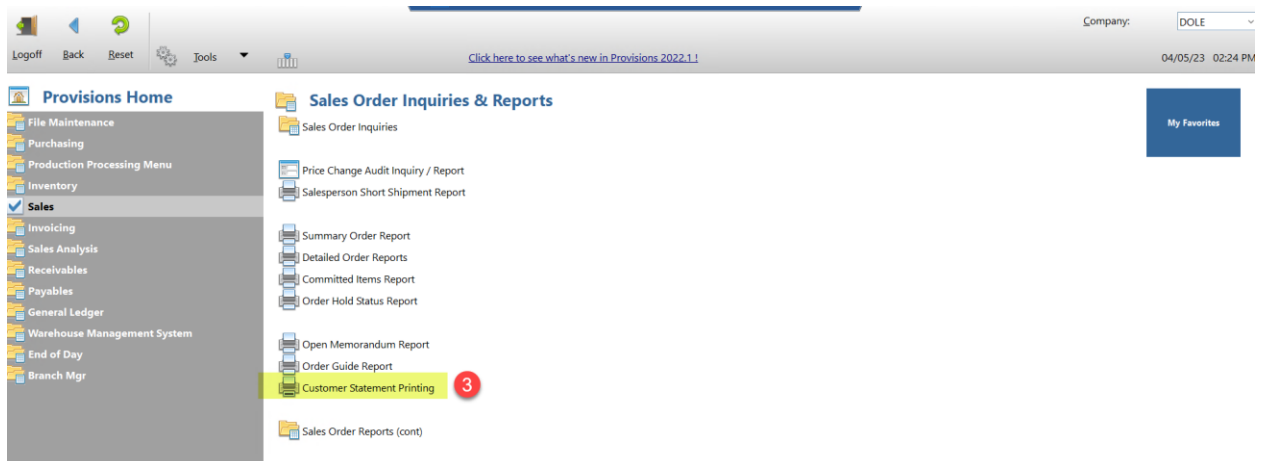 Company: DOLE
Logoff Back Reset Tools
Click here to see what's new in Provisions 2022.1 !
04/05/23 02:24 PM
Provisions Home
File Maintenance
Purchasing
Production Processing Menu
Inventory
Sales
Invoicing
Sales Analysis
Receivables
Payables
General Ledger
Warehouse Management System
End of Day
Branch Mgr
Sales Order Inquiries & Reports
Sales Order Inquiries
Price Change Audit Inquiry / Report
Salesperson Short Shipment Report
Summary Order Report
Detailed Order Reports
Committed Items Report
Order Hold Status Report
Open Memorandum Report
Order Guide Report
Customer Statement Printing 3
Sales Order Reports (cont)
My Favorites